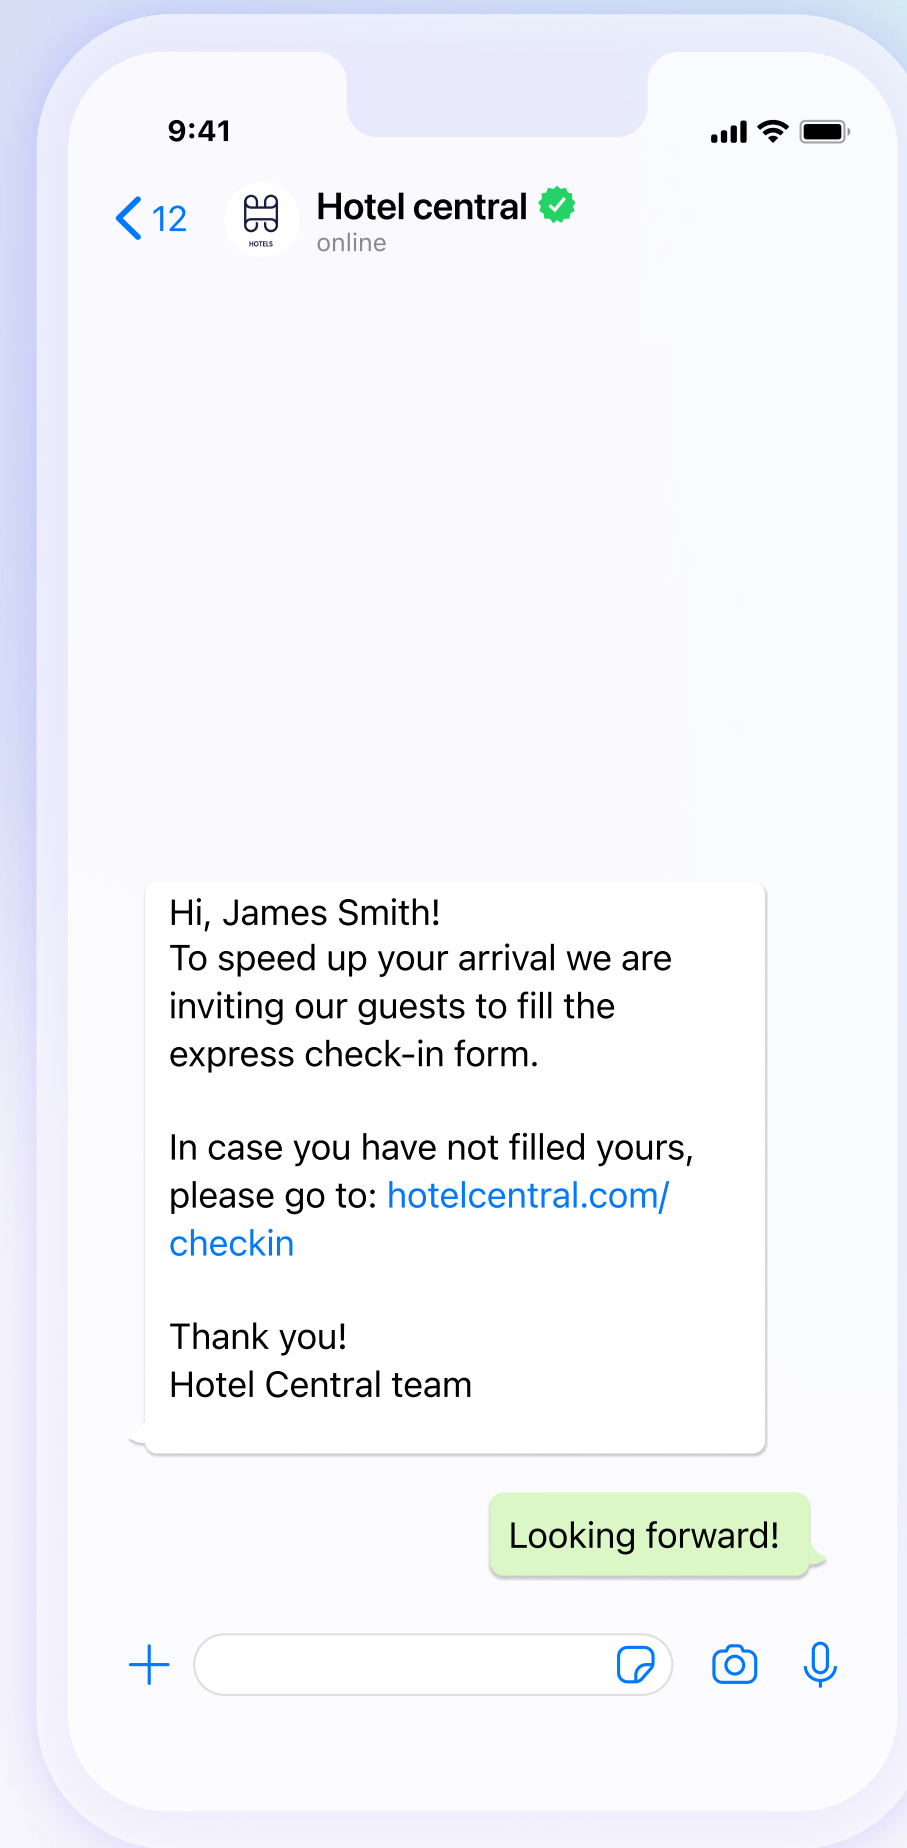 9:41
12
HOTELS
Hotel central
online
Hi, James Smith!
To speed up your arrival we are
inviting our guests to fill the
express check-in form.
In case you have not filled yours,
please go to: hotelcentral.com/
checkin
Thank you!
Hotel Central team
Looking forward!